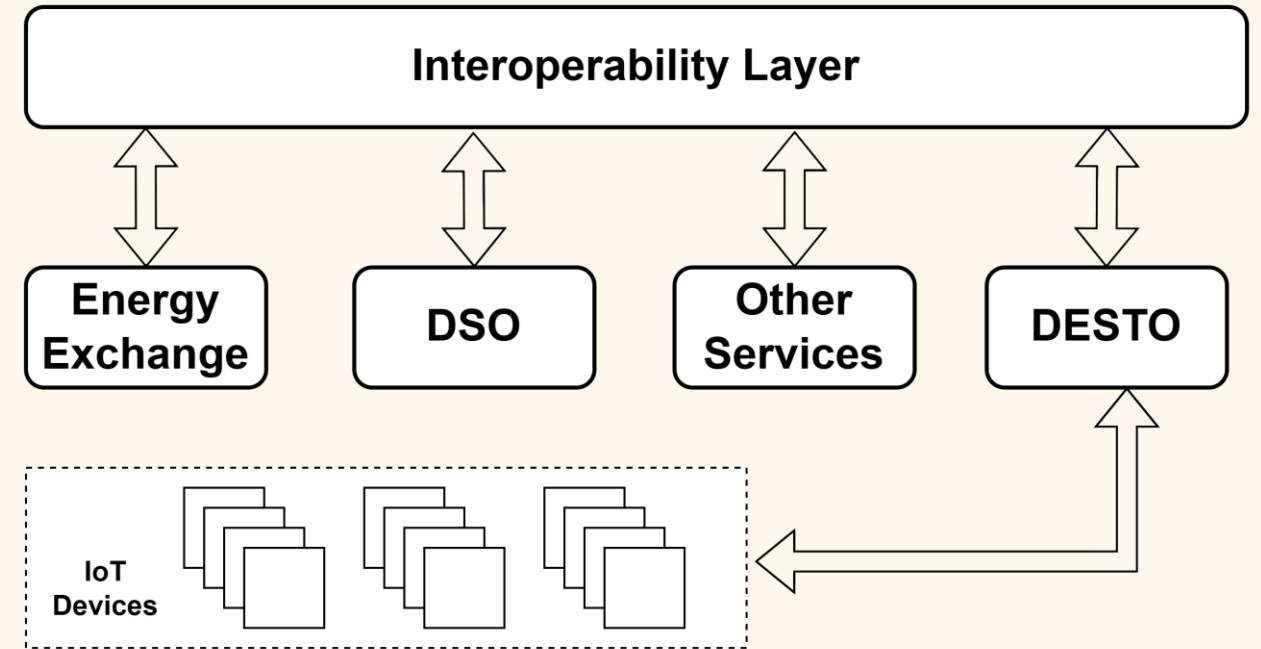 Interoperability Layer
Energy
Exchange
DSO
Other
Services
DESTO
IoT
Devices